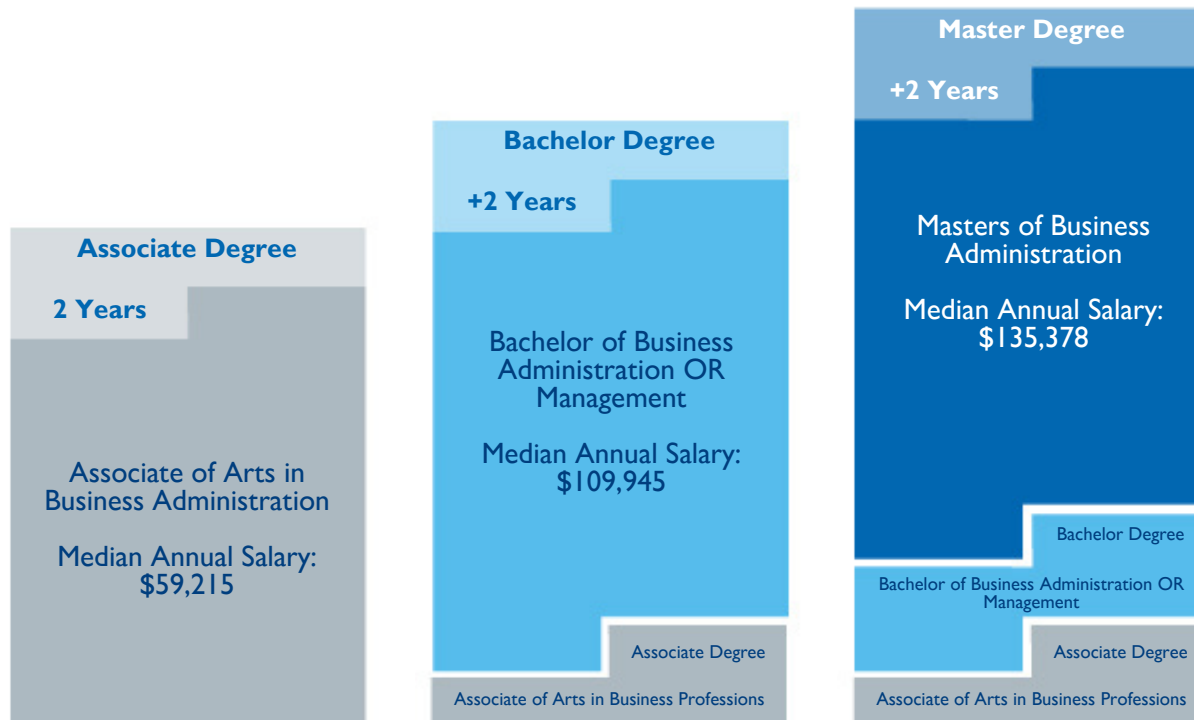 Associate Degree
2 Years
Associate of Arts in
Business Administration
Median Annual Salary:
$59,215
Bachelor Degree
+2 Years
Bachelor of Business
Administration OR
Management
Median Annual Salary:
$109,945
Associate Degree
Associate of Arts in Business Professions
Master Degree
+2 Years
Masters of Business
Administration
Median Annual Salary:
$135,378
Bachelor Degree
Bachelor of Business Administration OR
Management
Associate Degree
Associate of Arts in Business Professions